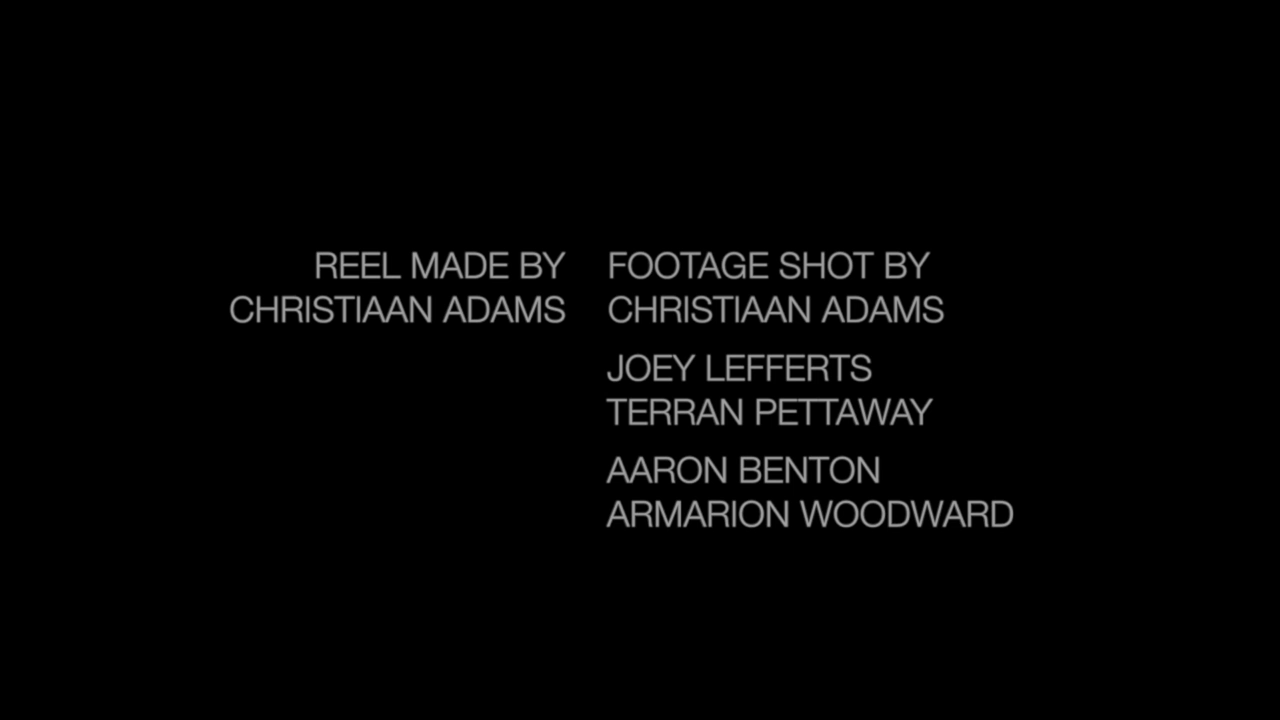 REEL MADE BY
CHRISTIAAN ADAMS
FOOTAGE SHOT BY
CHRISTIAAN ADAMS
JOEY LEFFERTS
TERRAN PETTAWAY
AARON BENTON
ARMARION WOODWARD